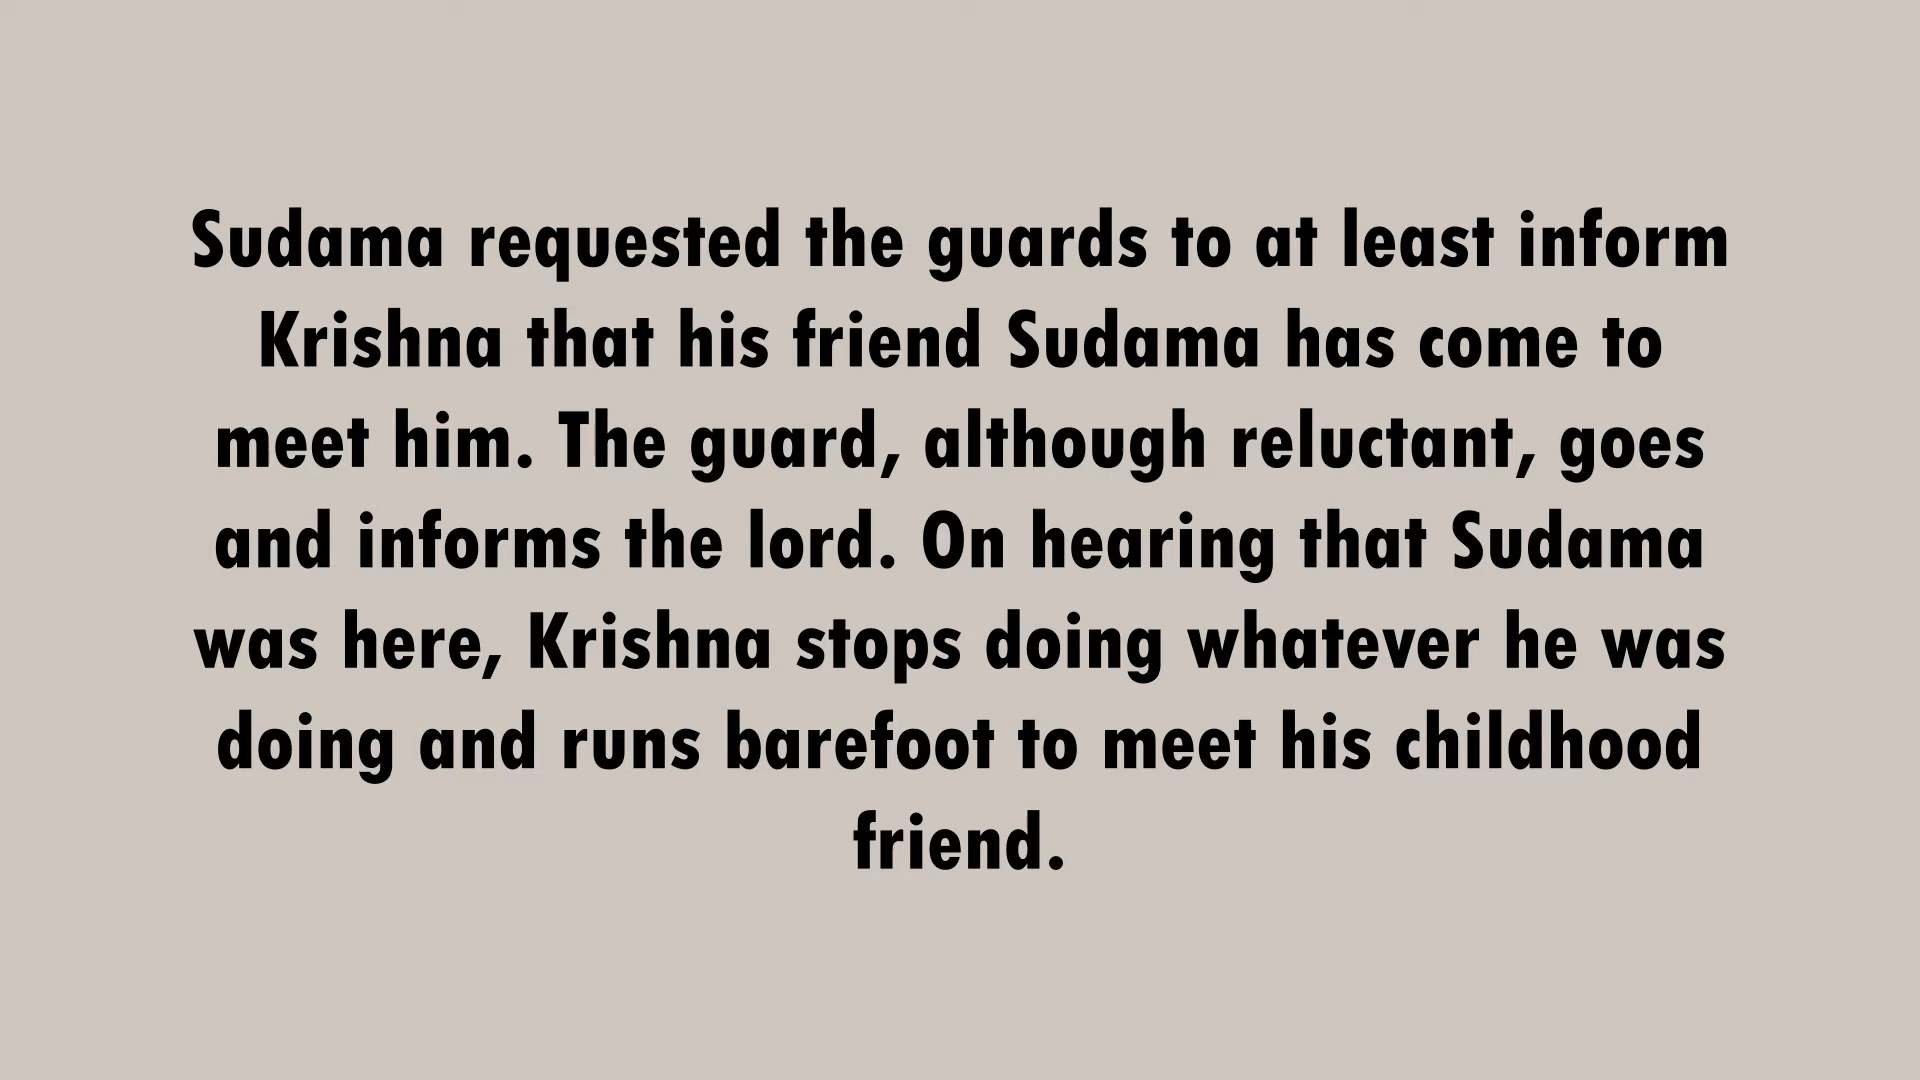 Sudama requested the guards to at least inform
Krishna that his friend Sudama has come to
meet him. The guard, although reluctant, goes
and informs the lord. On hearing that Sudama
was here, Krishna stops doing whatever he was
doing and runs barefoot to meet his childhood
friend.